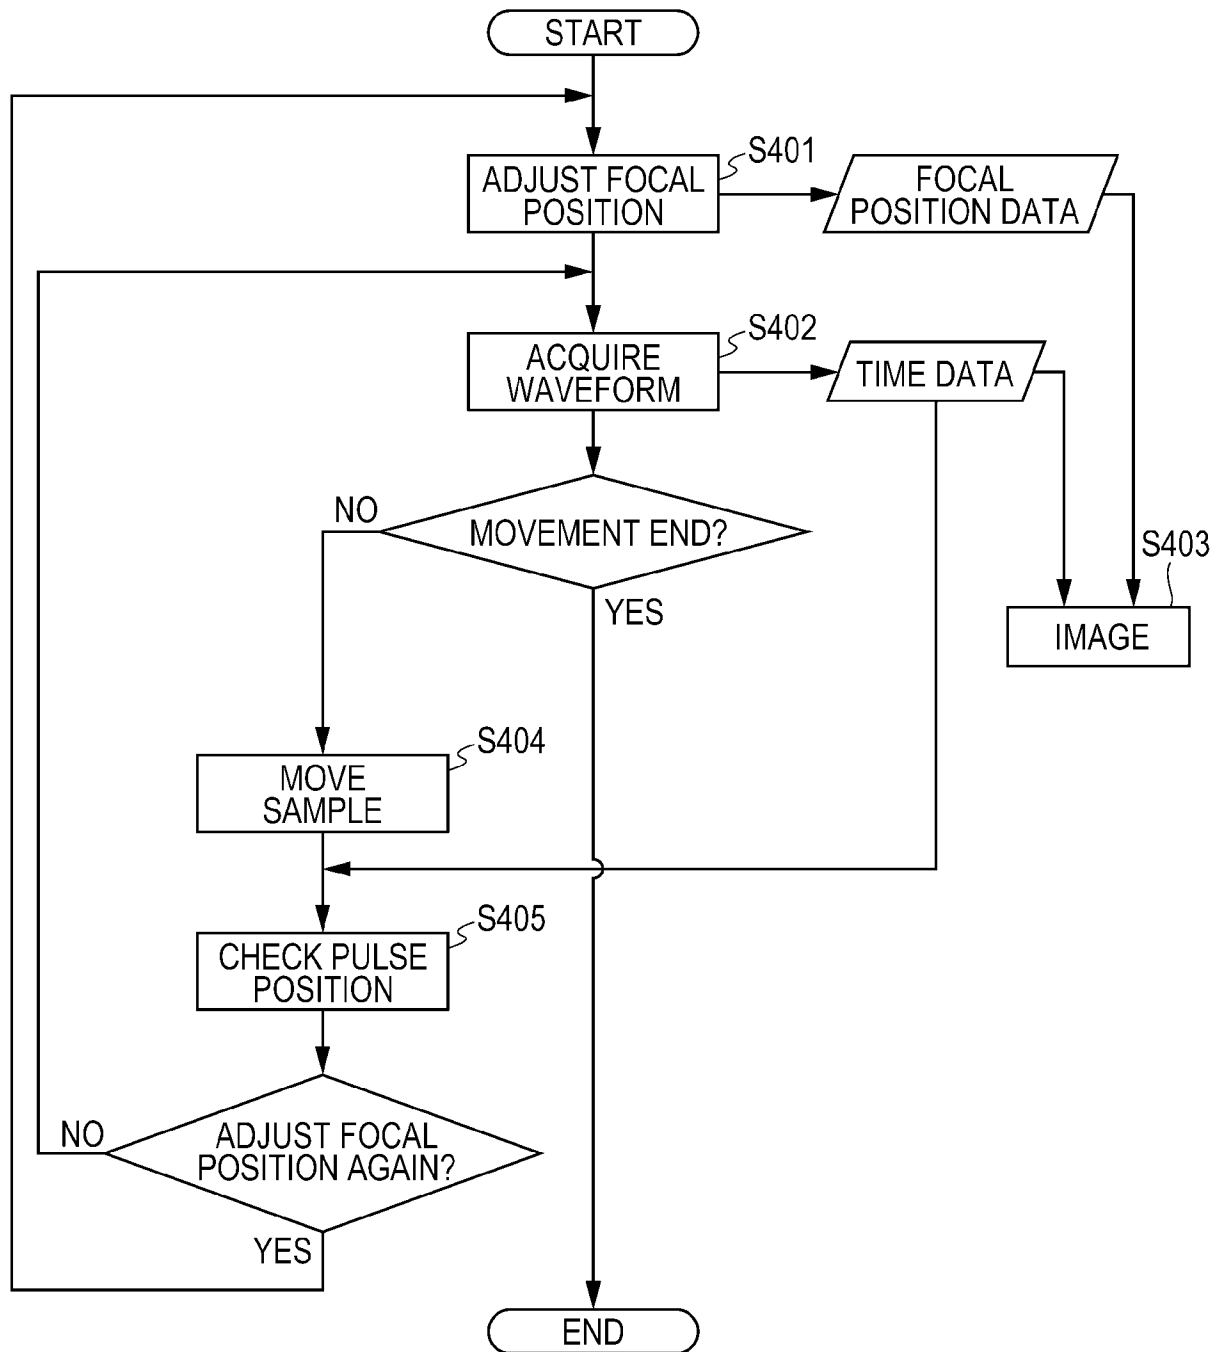 START
S401
ADJUST FOCAL
POSITION
FOCAL
POSITION DATA
S402
ACQUIRE
WAVEFORM
TIME DATA
NO
MOVEMENT END?
YES
S403
IMAGE
S404
MOVE
SAMPLE
S405
CHECK PULSE
POSITION
NO
ADJUST FOCAL
POSITION AGAIN?
YES
END